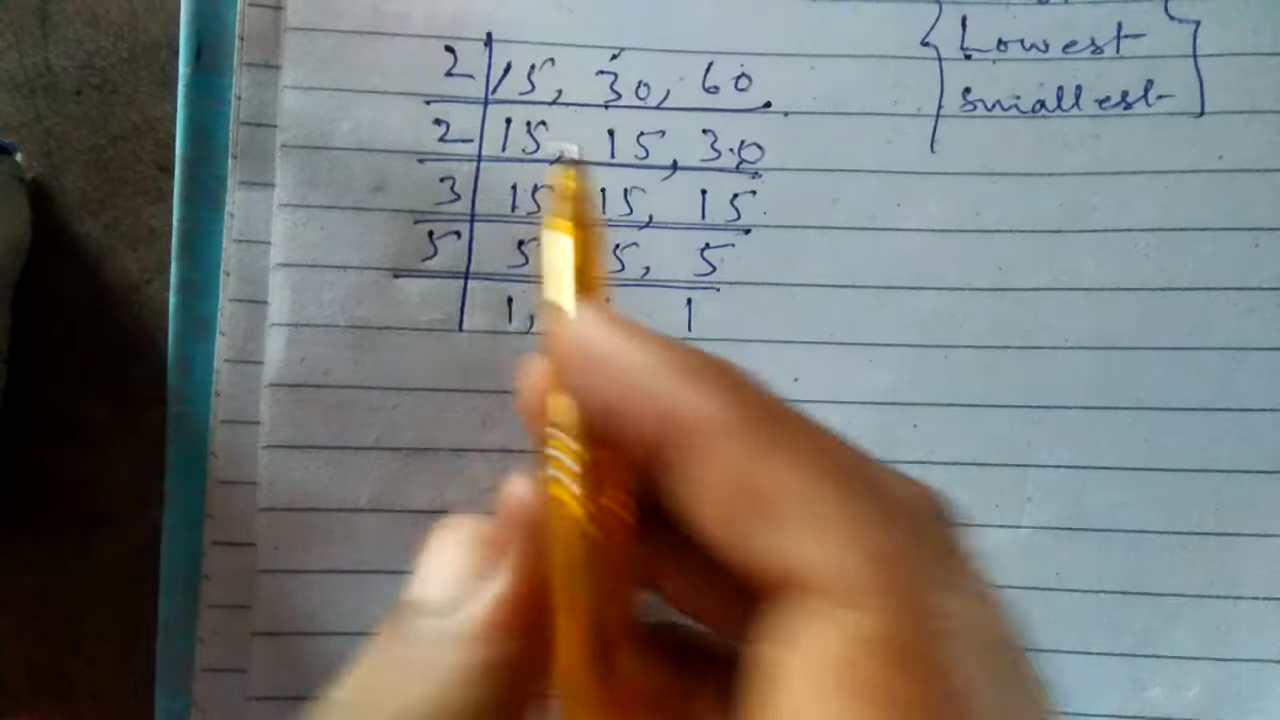 2 15, 30, 60
2 15, 15, 30
3 15 15, 15
5 5 5, 5
1, 1
Lowest
Smallest